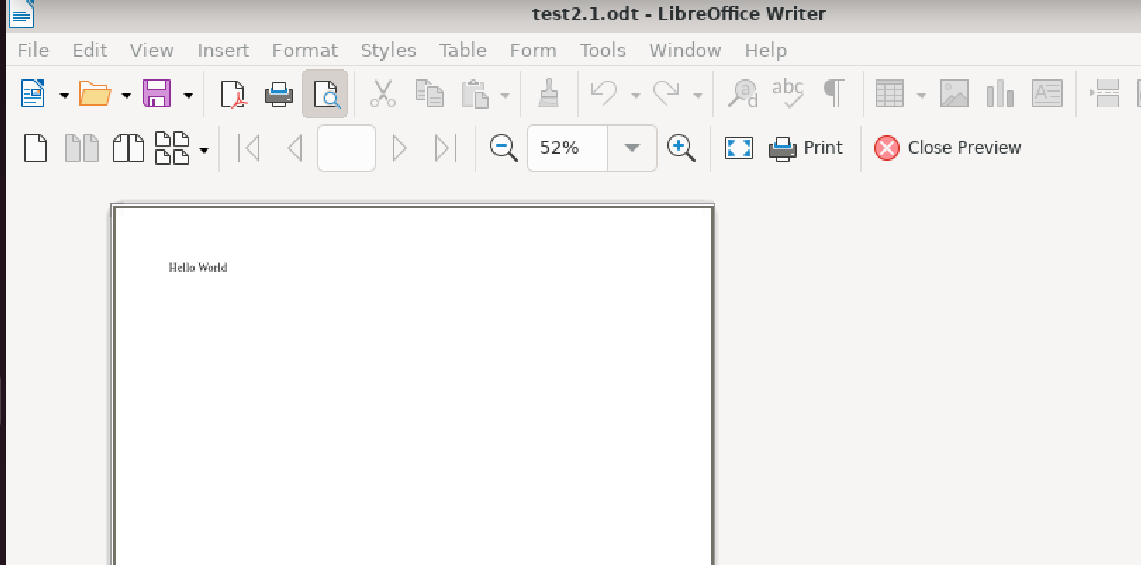 test2.1.odt - LibreOffice Writer
File Edit View Insert Format Styles Table Form Tools Window Help
abc
A
52% Print Close Preview
Hello World